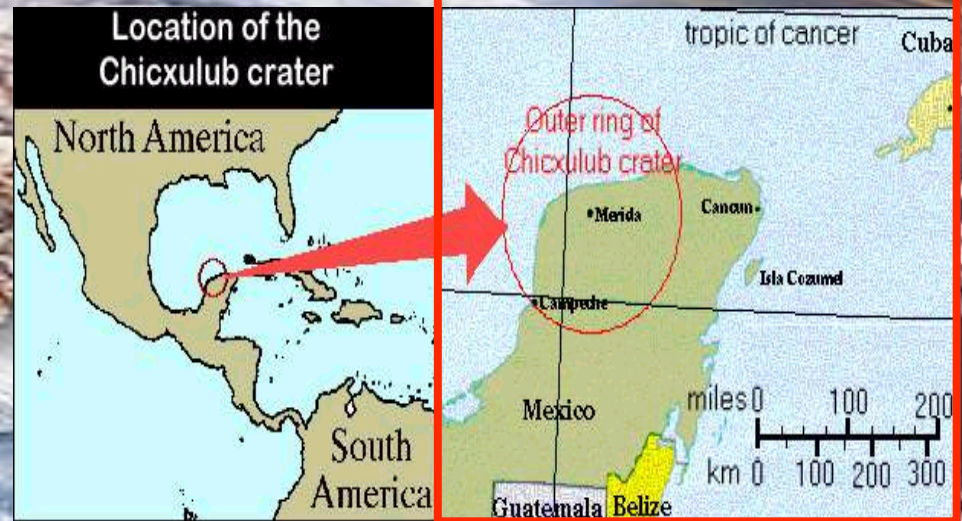 Location of the
Chicxulub crater
North America
South
America
tropic of cancer
Cuba
Outer ring of
Chicxulub crater
Merida
Cancun
Isla Cozumel
Campeche
Mexico
miles 0 100 200
km 0 100 200 300
Guatemala Belize